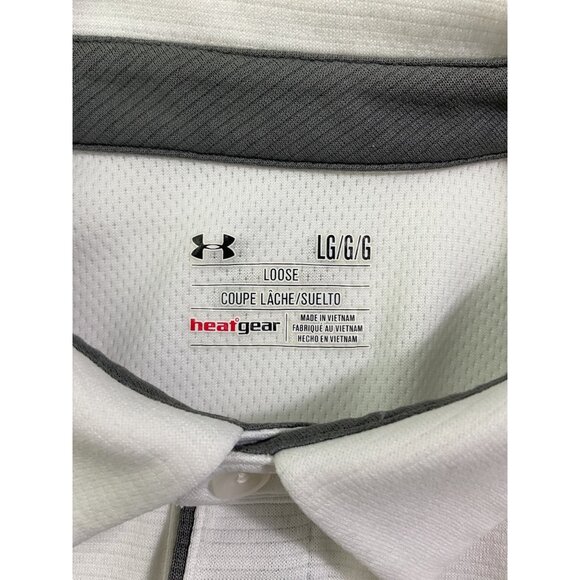 LG/G/G
LOOSE
COUPE LÂCHE/SUELTO
heatgear
MADE IN VIETNAM
FABRIQUÉ AU VIETNAM
HECHO EN VIETNAM